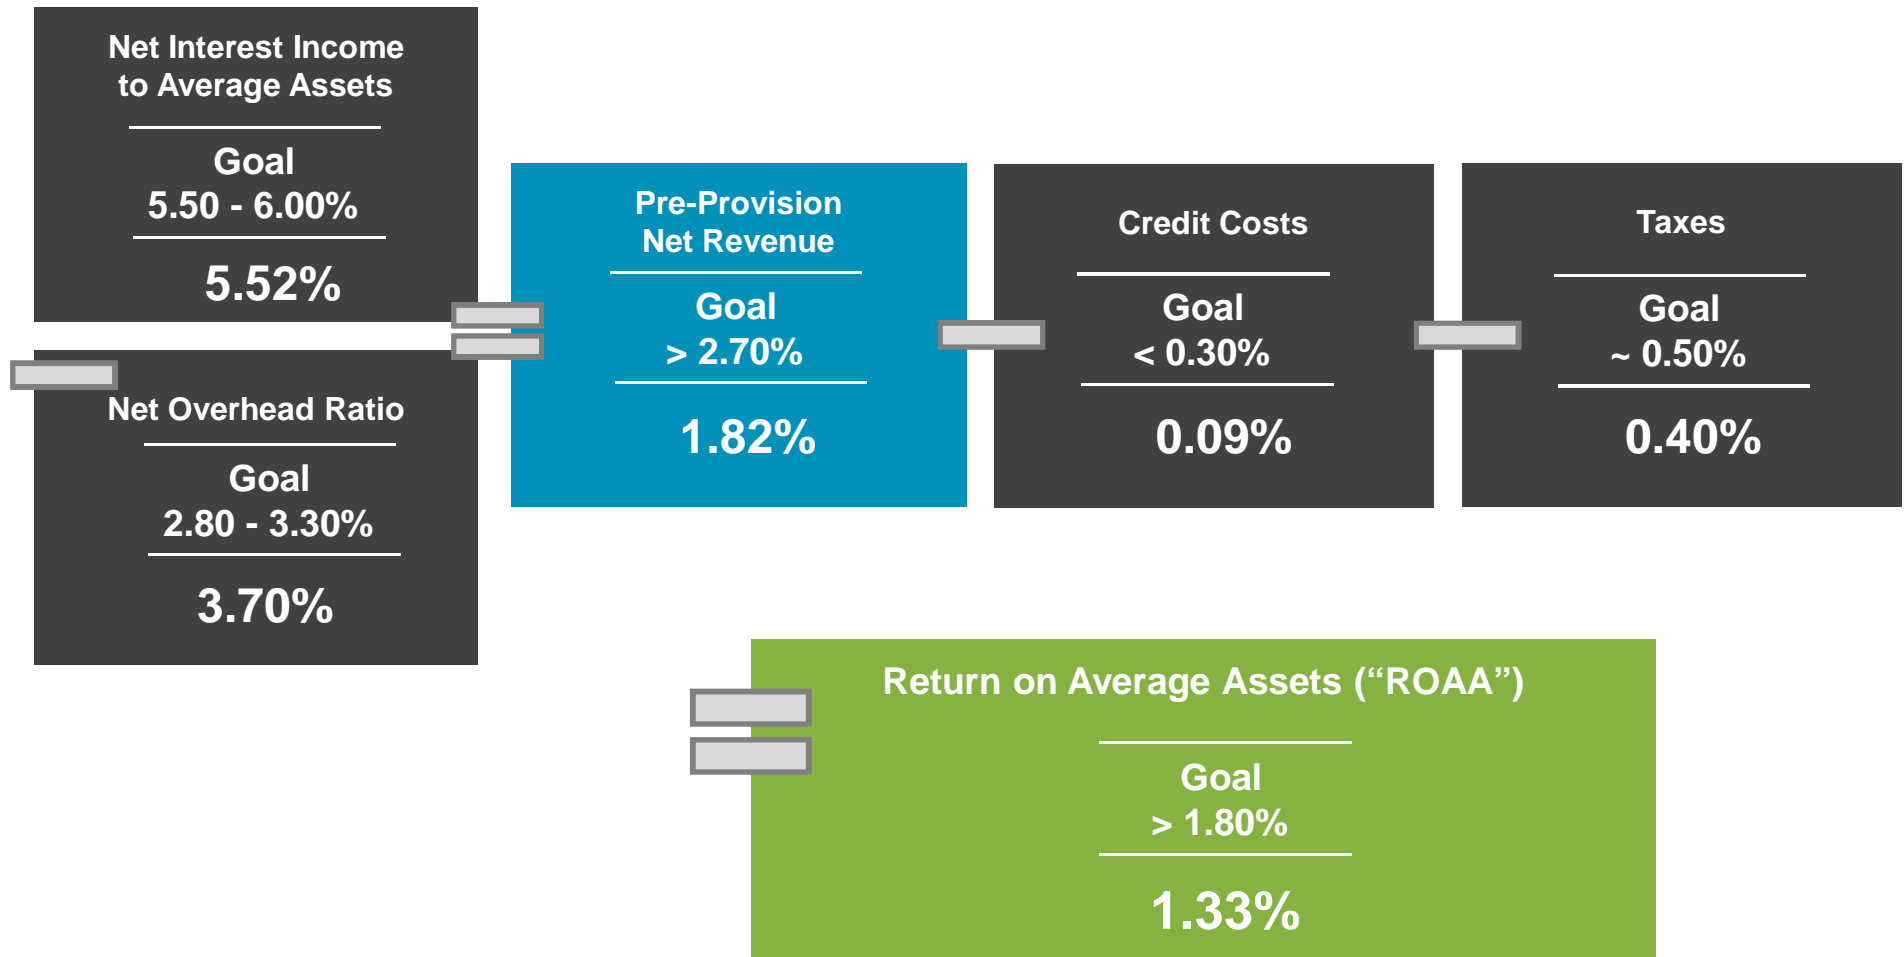 Net Interest Income
to Average Assets
Goal
5.50 - 6.00%
5.52%
Net Overhead Ratio
Goal
2.80 - 3.30%
3.70%
Pre-Provision
Net Revenue
Goal
> 2.70%
1.82%
Credit Costs
Goal
< 0.30%
0.09%
Taxes
Goal
~ 0.50%
0.40%
Return on Average Assets (“ROAA”)
Goal
> 1.80%
1.33%